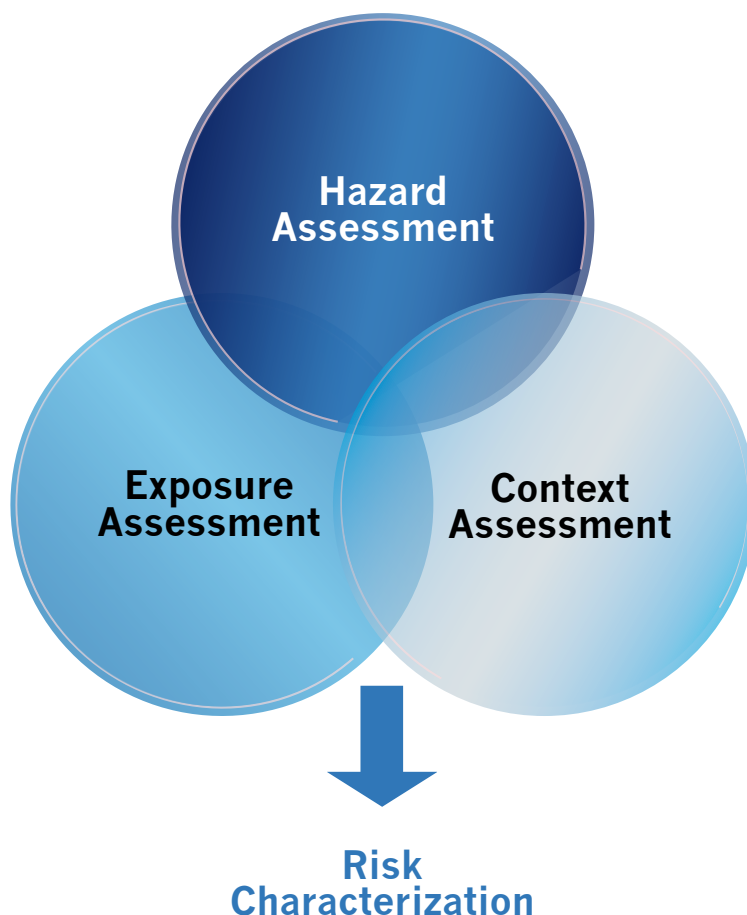 Hazard
Assessment
Exposure
Assessment
Context
Assessment
Risk
Characterization